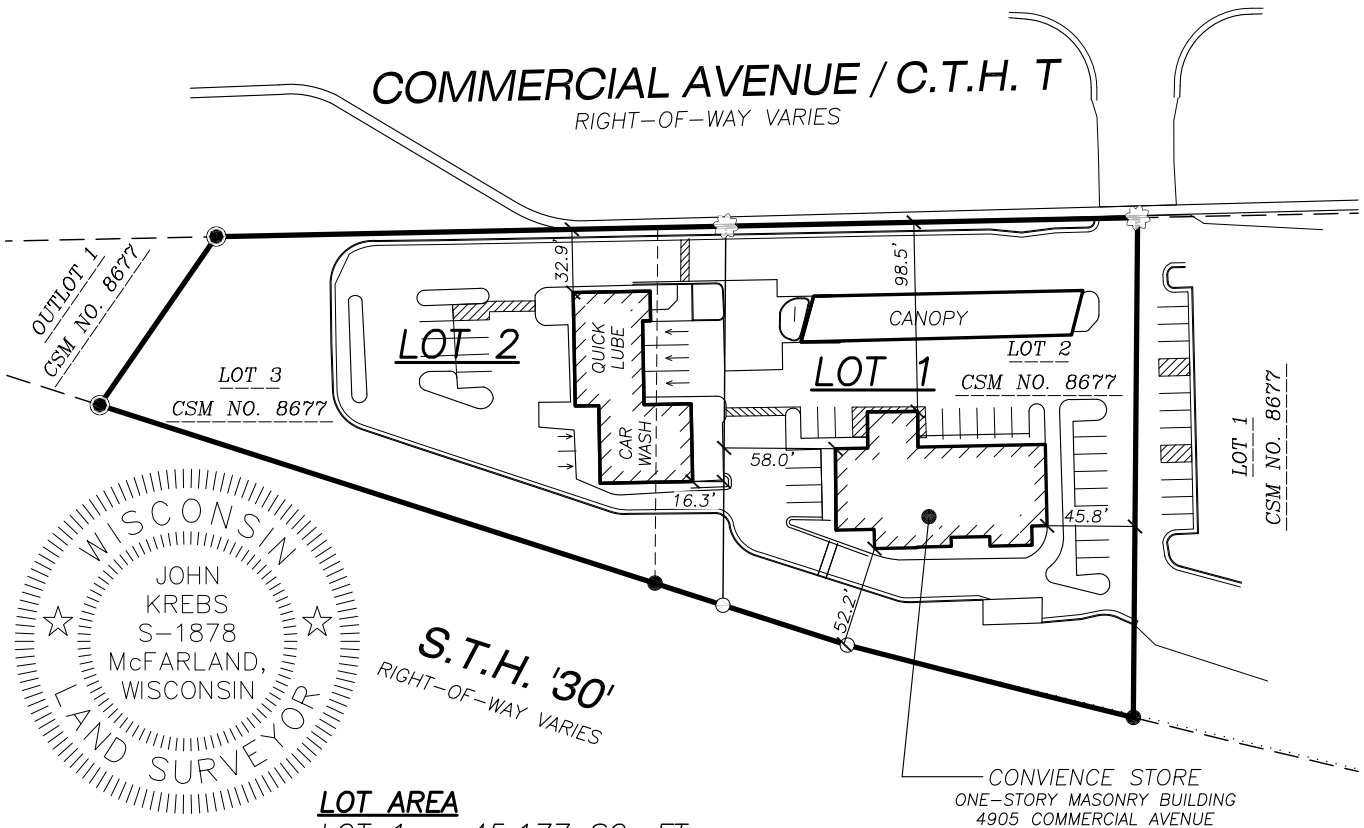 COMMERCIAL AVENUE / C.T.H. T
RIGHT-OF-WAY VARIES
OUTLOT 1
CSM NO. 8677
32.9'
98.5'
CANOPY
QUICK
LUBE
LOT 2
LOT 1
LOT 2
CSM NO. 8677
LOT 3
CSM NO. 8677
LOT 1
CSM NO. 8677
CAR
WASH
58.0'
16.3'
45.8'
52.2'
WISCONSIN
JOHN
KREBS
S-1878
McFARLAND,
WISCONSIN
LAND SURVEYOR
S.T.H. '30'
RIGHT-OF-WAY VARIES
CONVIENCE STORE
ONE-STORY MASONRY BUILDING
4905 COMMERCIAL AVENUE
LOT AREA